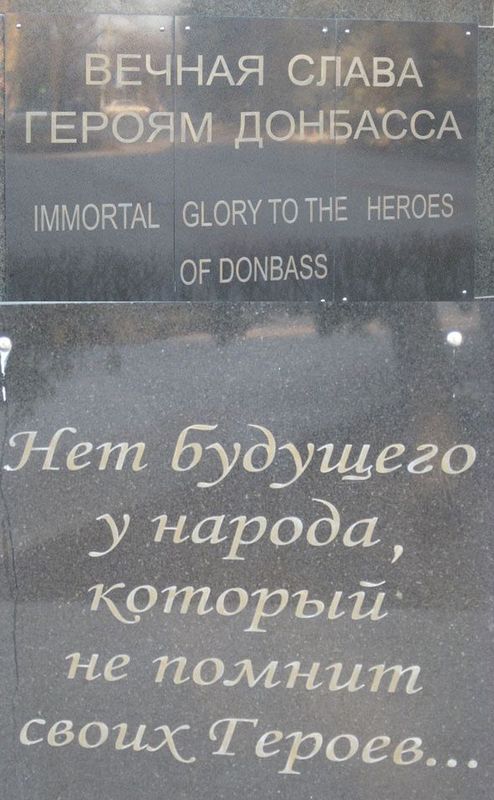 ВЕЧНАЯ СЛАВА
ГЕРОЯМ ДОНБАССА
IMMORTAL GLORY TO THE HEROES
OF DONBASS
Нет будущего
у народа,
который
не помнит
своих Героев...